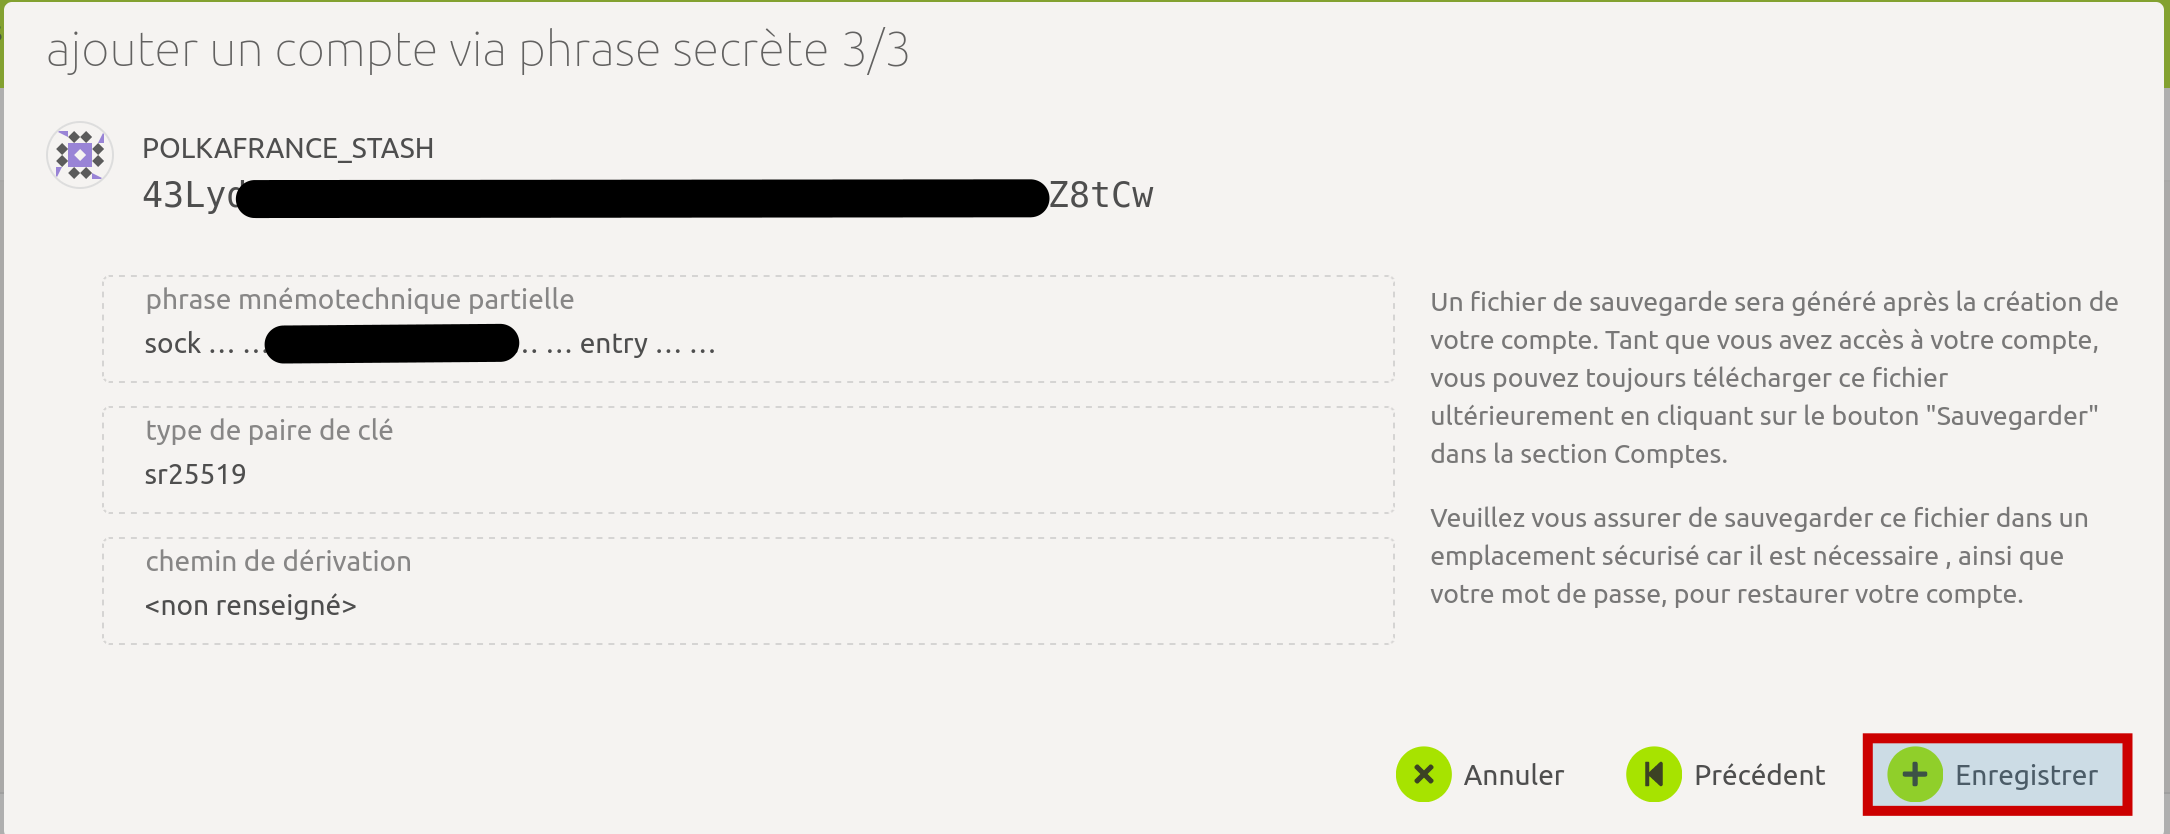 ajouter un compte via phrase secrète 3/3
POLKAFRANCE_STASH
43Lyd Z8tCw
phrase mnémotechnique partielle
sock ... ... .. ... entry ... ...
type de paire de clé
sr25519
chemin de dérivation
<non renseigné>
Un fichier de sauvegarde sera généré après la création de
votre compte. Tant que vous avez accès à votre compte,
vous pouvez toujours télécharger ce fichier
ultérieurement en cliquant sur le bouton "Sauvegarder"
dans la section Comptes.
Veuillez vous assurer de sauvegarder ce fichier dans un
emplacement sécurisé car il est nécessaire , ainsi que
votre mot de passe, pour restaurer votre compte.
Annuler
Précédent
Enregistrer